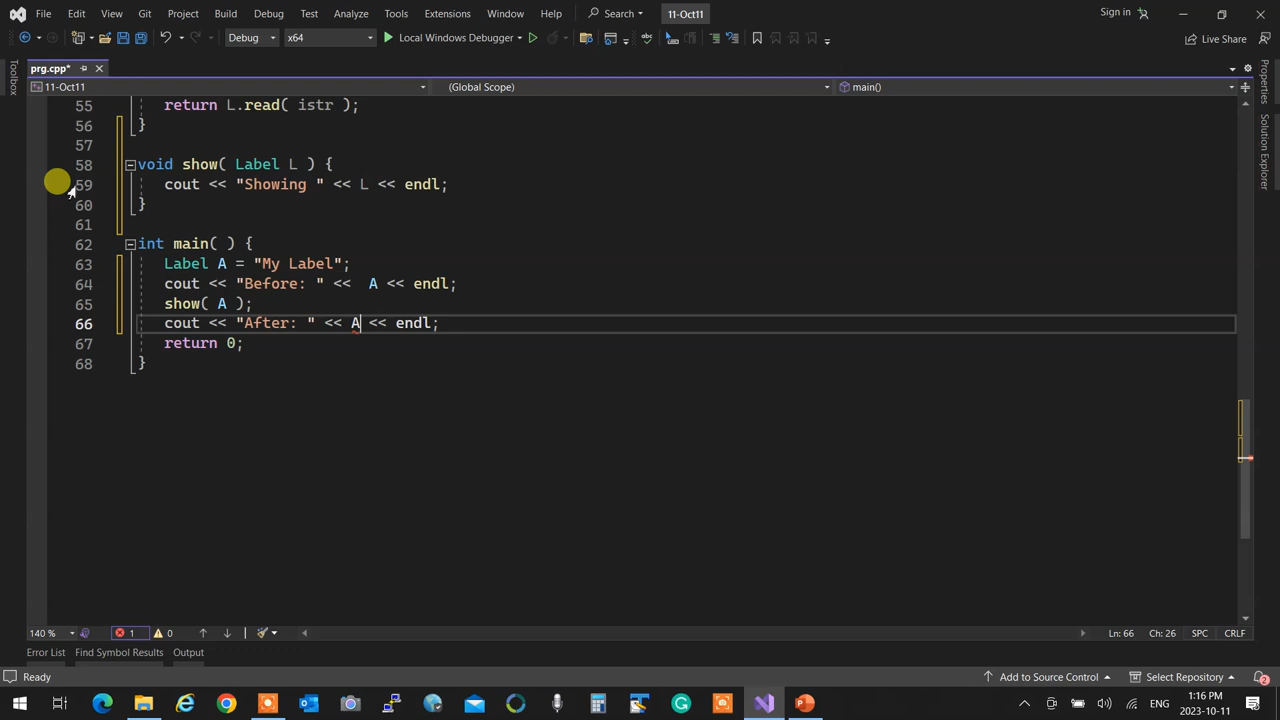 File Edit View Git Project Build Debug Test Analyze Tools Extensions Window Help Search 11-Oct11 Sign in
Debug x64 Local Windows Debugger Live Share
prg.cpp*
11-Oct11 (Global Scope) main()
Toolbox
Properties
Solution Explorer
55 return L.read( istr );
56 }
57
58 void show( Label L ) {
59 cout << "Showing " << L << endl;
60 }
61
62 int main( ) {
63 Label A = "My Label";
64 cout << "Before: " <<  A << endl;
65 show( A );
66 cout << "After: " << A << endl;
67 return 0;
68 }
140 % 1 0 Ln: 66 Ch: 26 SPC CRLF
Error List Find Symbol Results Output
Ready Add to Source Control Select Repository 2
1:16 PM
ENG
2023-10-11